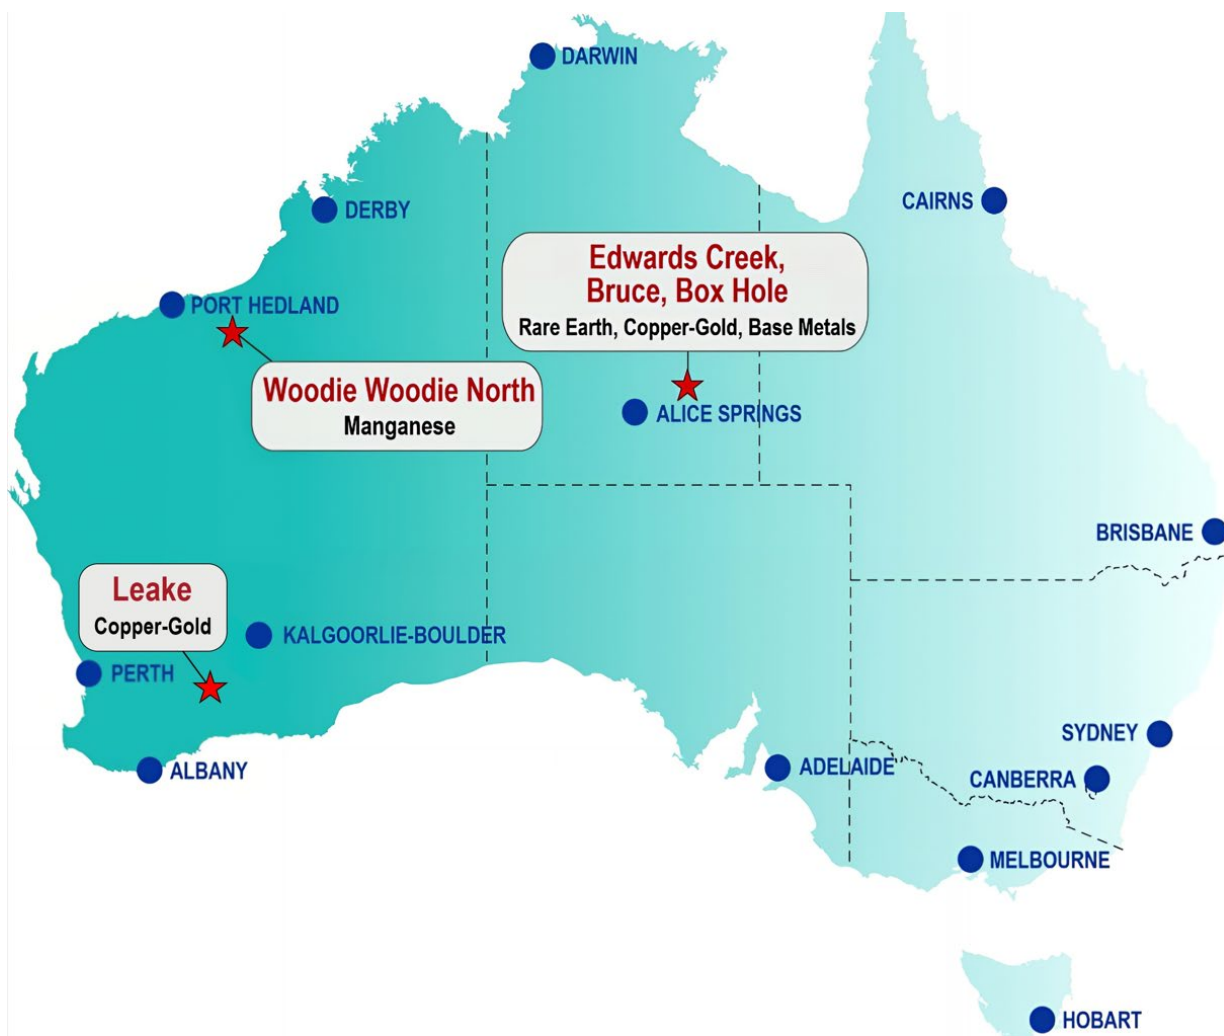 DARWIN
CAIRNS
DERBY
Edwards Creek,
Bruce, Box Hole
Rare Earth, Copper-Gold, Base Metals
PORT HEDLAND
Woodie Woodie North
Manganese
ALICE SPRINGS
BRISBANE
Leake
Copper-Gold
KALGOORLIE-BOULDER
PERTH
SYDNEY
ALBANY
ADELAIDE
CANBERRA
MELBOURNE
HOBART